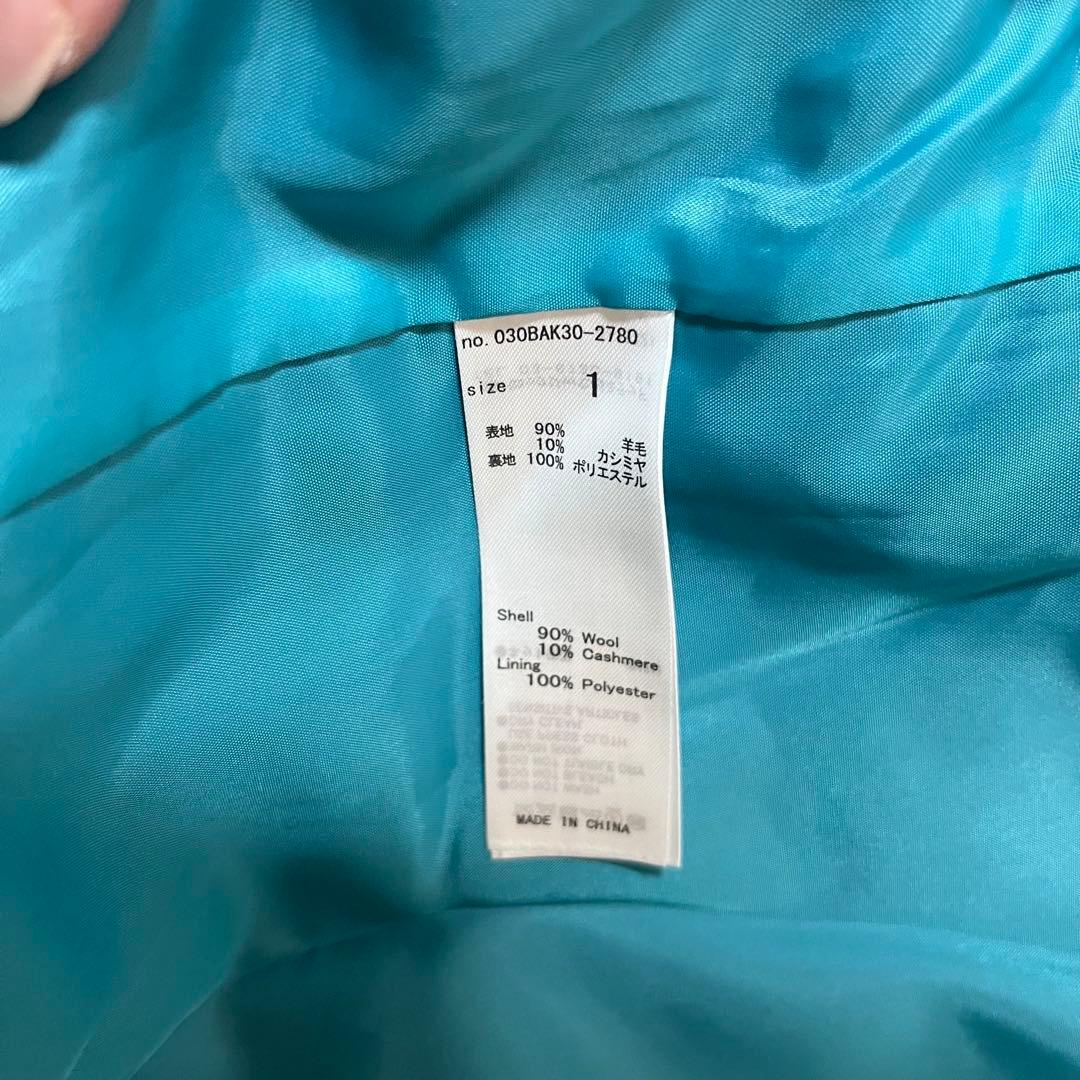 no. 030BAK30-2780
size 1
表地 90% 羊毛
10% カシミヤ
裏地 100% ポリエステル
Shell
90% Wool
10% Cashmere
Lining
100% Polyester
MADE IN CHINA